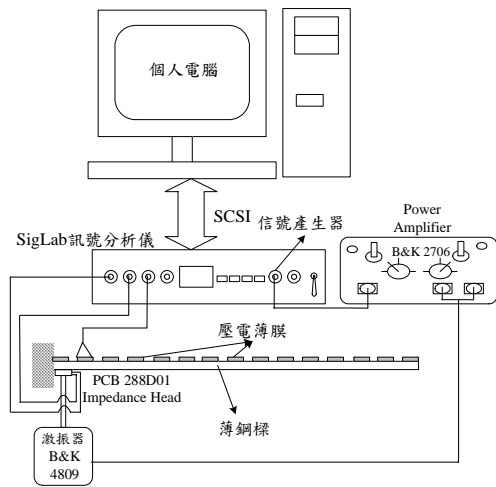 個人電腦
SCSI
信號產生器
SigLab訊號分析儀
Power
Amplifier
B&K 2706
壓電薄膜
PCB 288D01
Impedance Head
薄鋼樑
激振器
B&K
4809